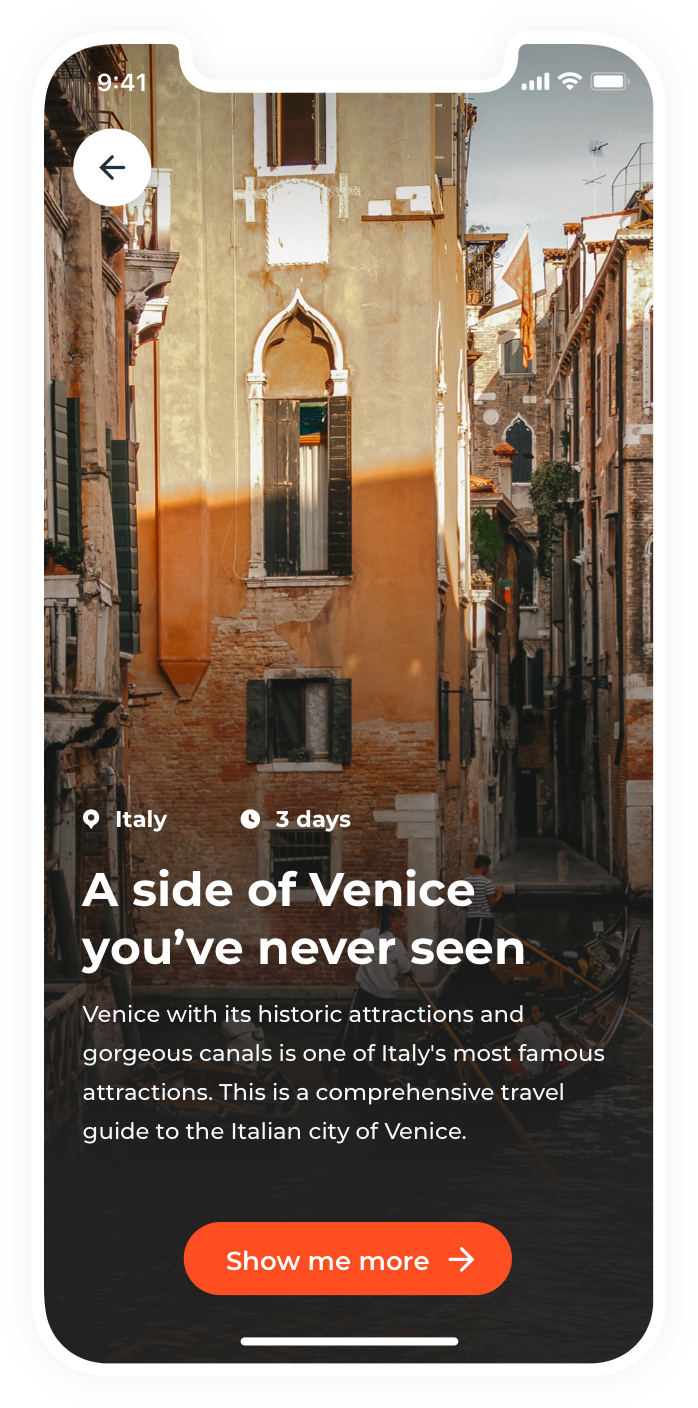 9:41
Italy 3 days
A side of Venice
you’ve never seen
Venice with its historic attractions and
gorgeous canals is one of Italy's most famous
attractions. This is a comprehensive travel
guide to the Italian city of Venice.
Show me more